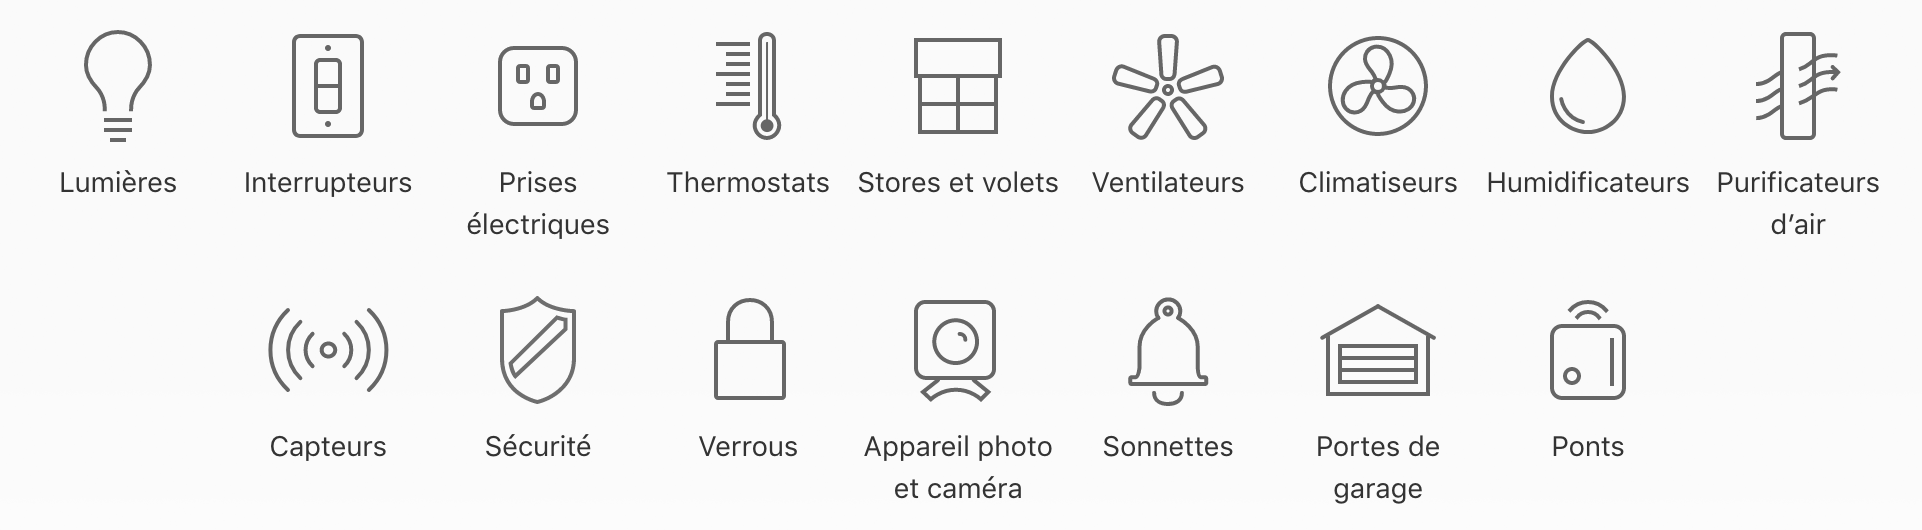 Lumières
Interrupteurs
Prises
électriques
Thermostats
Stores et volets
Ventilateurs
Climatiseurs
Humidificateurs
Purificateurs
d’air
Capteurs
Sécurité
Verrous
Appareil photo
et caméra
Sonnettes
Portes de
garage
Ponts